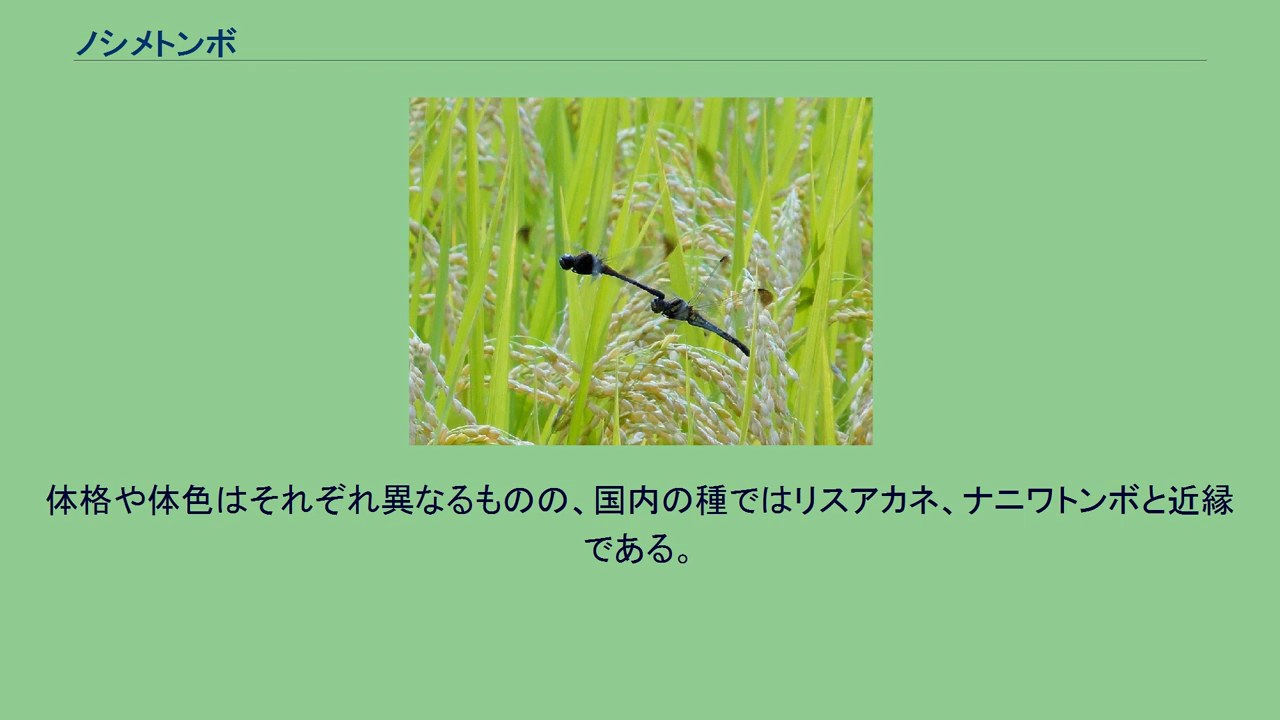 ノシメトンボ
体格や体色はそれぞれ異なるものの、国内の種ではリスアカネ、ナニワトンボと近縁
である。